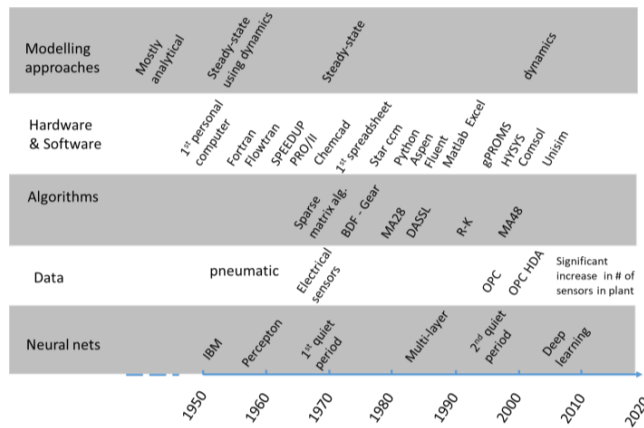 Modelling
approaches
Mostly
analytical
Steady-state
using dynamics
Steady-state
dynamics
Hardware
& Software
1st personal
computer
Fortran
Flowtran
SPEEDUP
PRO/II
Chemcad
1st spreadsheet
Star ccm
Python
Aspen
Fluent
Matlab
Excel
gPROMS
HYSYS
Comsol
Unisim
Algorithms
Sparse
matrix alg.
BDF - Gear
MA28
DASSL
R-K
MA48
Data
pneumatic
Electrical
sensors
OPC
OPC HDA
Significant
increase in # of
sensors in plant
Neural nets
IBM
Percepton
1st quiet
period
Multi-layer
2nd quiet
period
Deep
learning
1950
1960
1970
1980
1990
2000
2010
2020